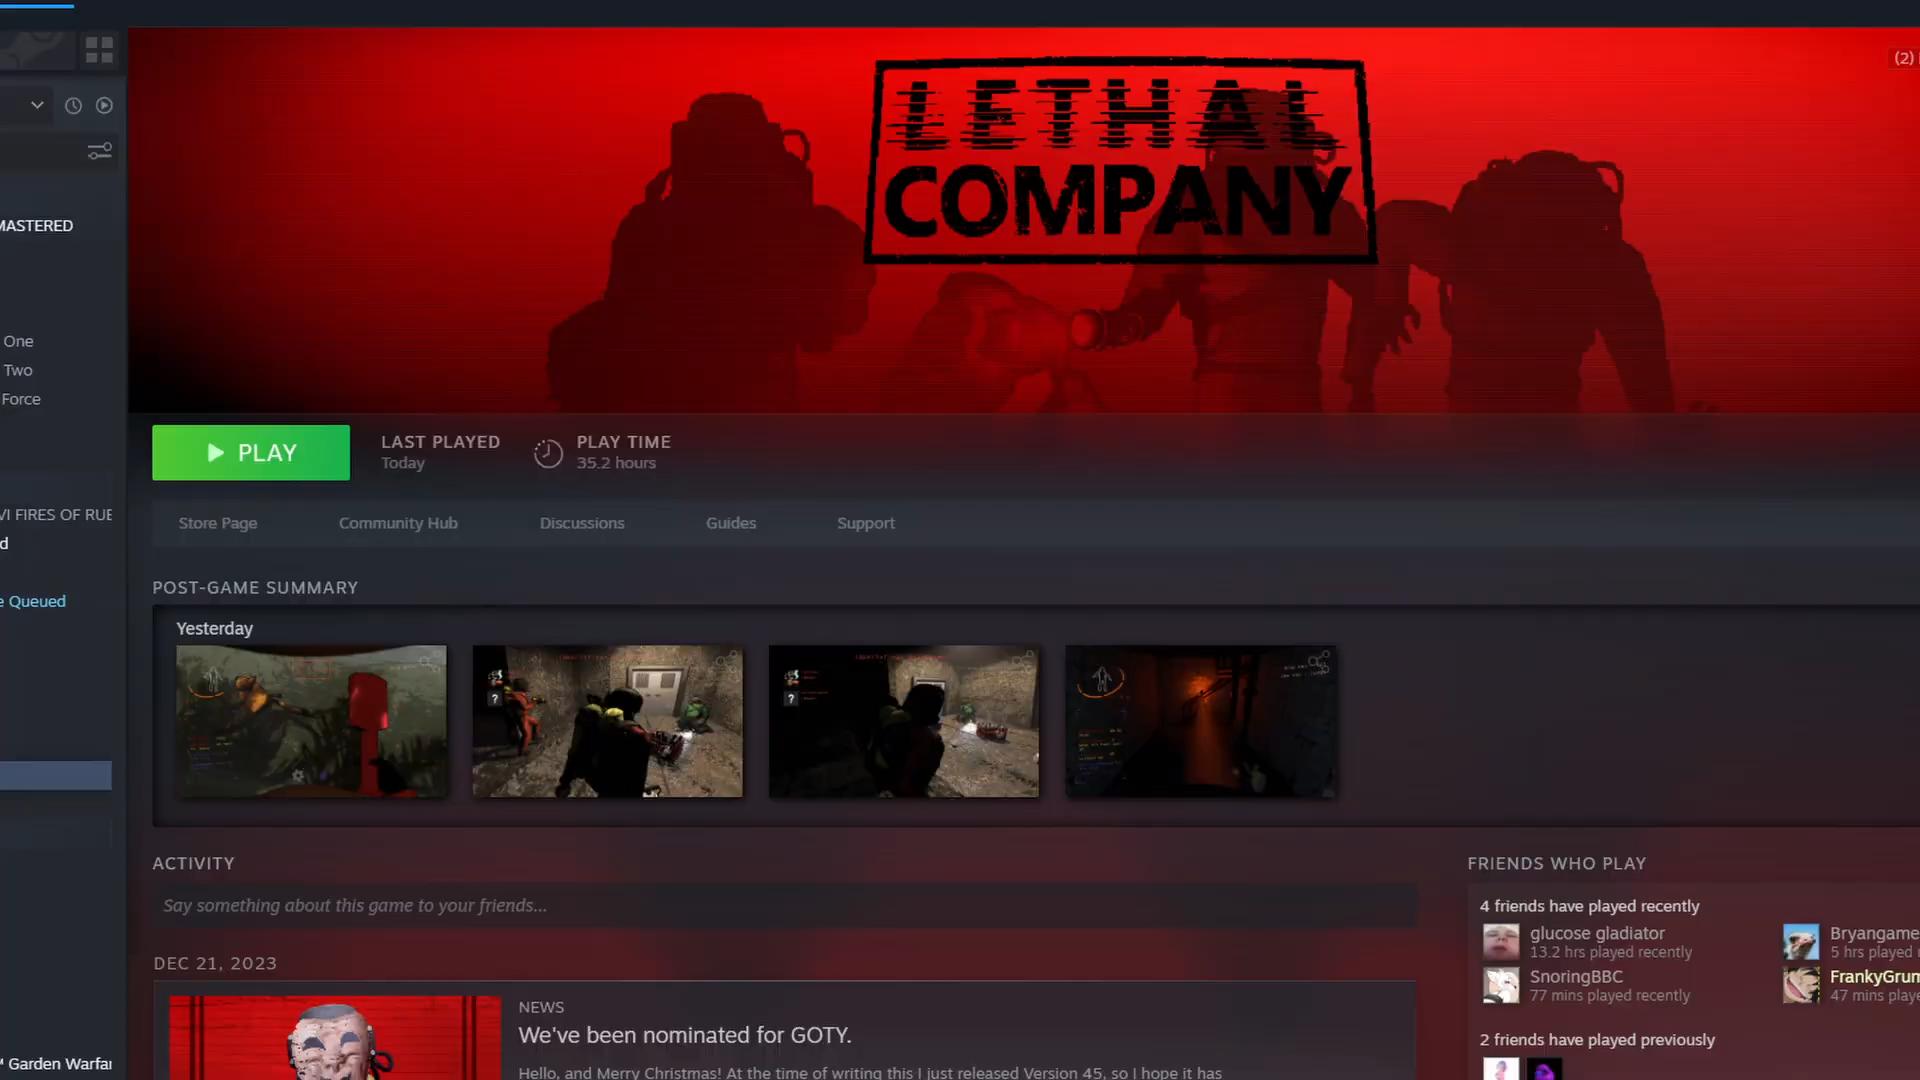 (2)
LETHAL
COMPANY
MASTERED
One
Two
Force
VI FIRES OF RUB
d
e Queued
Garden Warfar
PLAY
LAST PLAYED
Today
PLAY TIME
35.2 hours
Store Page
Community Hub
Discussions
Guides
Support
POST-GAME SUMMARY
Yesterday
?
?
ACTIVITY
Say something about this game to your friends...
DEC 21, 2023
NEWS
We've been nominated for GOTY.
Hello, and Merry Christmas! At the time of writing this I just released Version 45, so I hope it has
FRIENDS WHO PLAY
4 friends have played recently
glucose gladiator
13.2 hrs played recently
Bryangame
5 hrs played r
SnoringBBC
77 mins played recently
FrankyGrum
47 mins playe
2 friends have played previously